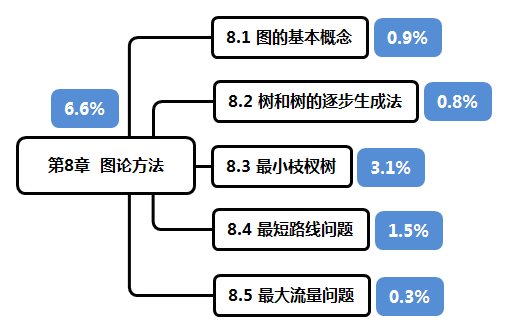 8.1 图的基本概念
0.9%
6.6%
8.2 树和树的逐步生成法
0.8%
第8章 图论方法
8.3 最小枝杈树
3.1%
8.4 最短路线问题
1.5%
8.5 最大流量问题
0.3%